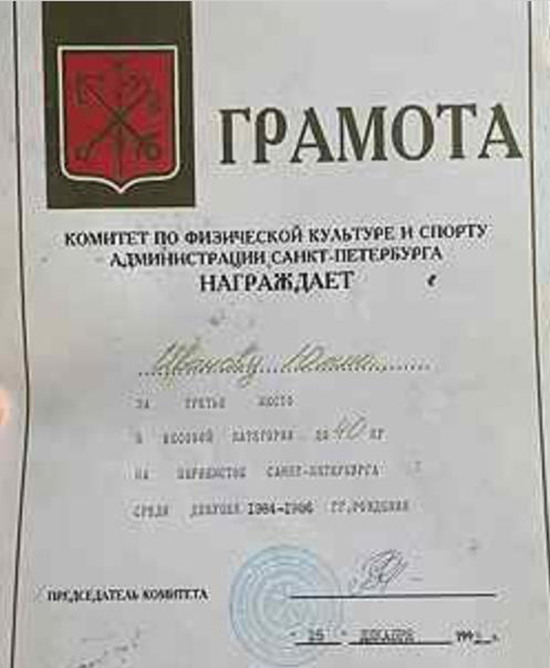 ГРАМОТА
КОМИТЕТ ПО ФИЗИЧЕСКОЙ КУЛЬТУРЕ И СПОРТУ
АДМИНИСТРАЦИИ САНКТ-ПЕТЕРБУРГА
НАГРАЖДАЕТ
Иванову
ЗА ТРЕТЬЕ МЕСТО
В ВЕСОВОЙ КАТЕГОРИИ ДО 40 КГ
НА ПЕРВЕНСТВЕ САНКТ-ПЕТЕРБУРГА
СРЕДИ ДЕВУШЕК 1984-1986 ГГ.РОЖДЕНИЯ
ПРЕДСЕДАТЕЛЬ КОМИТЕТА
ДЕКАБРЯ